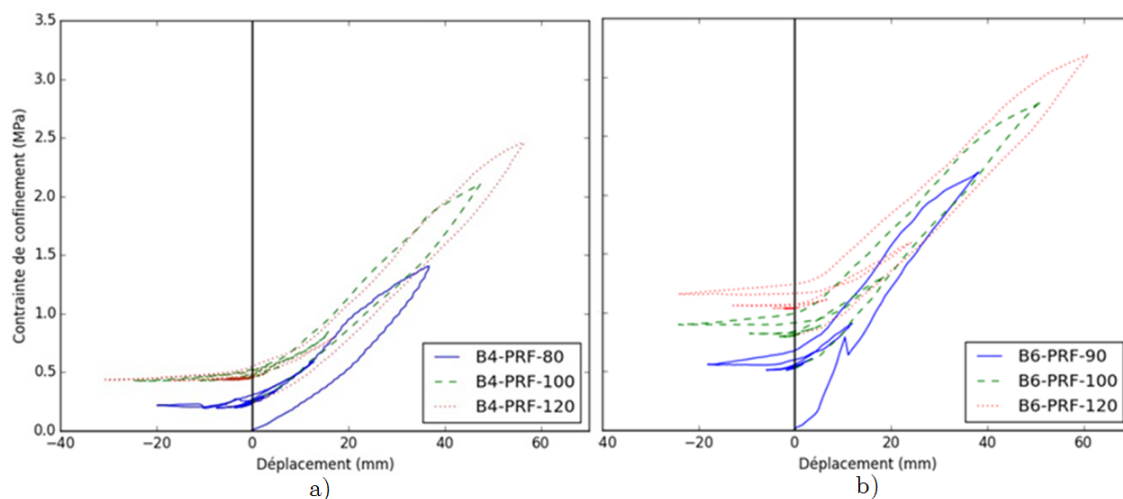 3.5
3.0
2.5
2.0
1.5
1.0
0.5
0.0
Contrainte de confinement (MPa)
B4-PRF-80
B4-PRF-100
B4-PRF-120
−40 −20 0 20 40 60
Déplacement (mm)
a)
B6-PRF-90
B6-PRF-100
B6-PRF-120
40 −20 0 20 40 60
Déplacement (mm)
b)